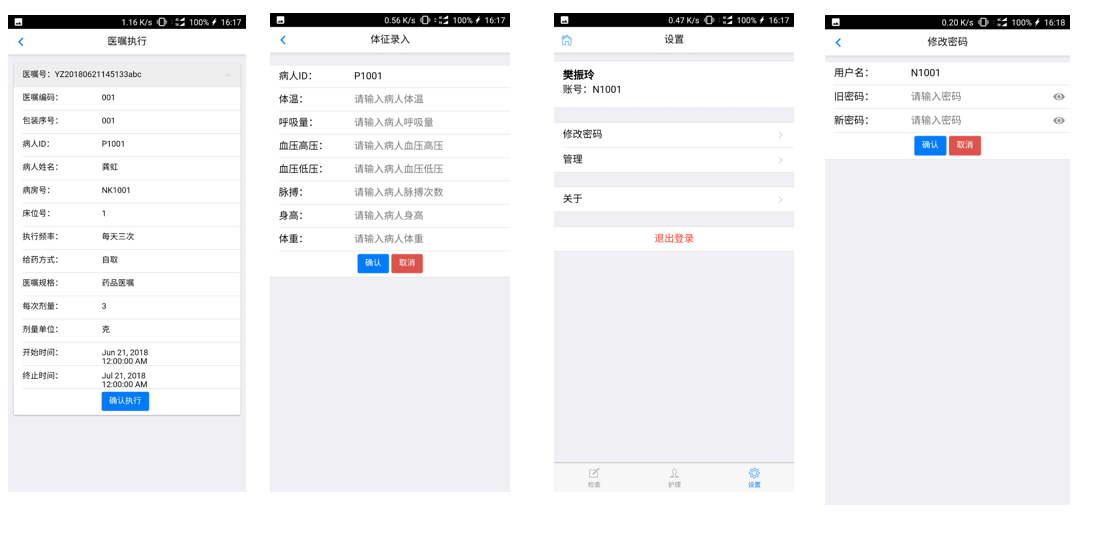 1.16 K/s 100% 16:17
医嘱执行
医嘱号：YZ20180621145133abc
医嘱编码： 001
包装序号： 001
病人ID： P1001
病人姓名： 龚虹
病房号： NK1001
床位号： 1
执行频率： 每天三次
给药方式： 自取
医嘱规格： 药品医嘱
每次剂量： 3
剂量单位： 克
开始时间： Jun 21, 2018
12:00:00 AM
终止时间： Jul 21, 2018
12:00:00 AM
确认执行
0.56 K/s 100% 16:17
体征录入
病人ID： P1001
体温： 请输入病人体温
呼吸量： 请输入病人呼吸量
血压高压： 请输入病人血压高压
血压低压： 请输入病人血压低压
脉搏： 请输入病人脉搏次数
身高： 请输入病人身高
体重： 请输入病人体重
确认 取消
0.47 K/s 100% 16:17
设置
樊振玲
账号：N1001
修改密码
管理
关于
退出登录
检查 护理 设置
0.20 K/s 100% 16:18
修改密码
用户名： N1001
旧密码： 请输入密码
新密码： 请输入密码
确认 取消